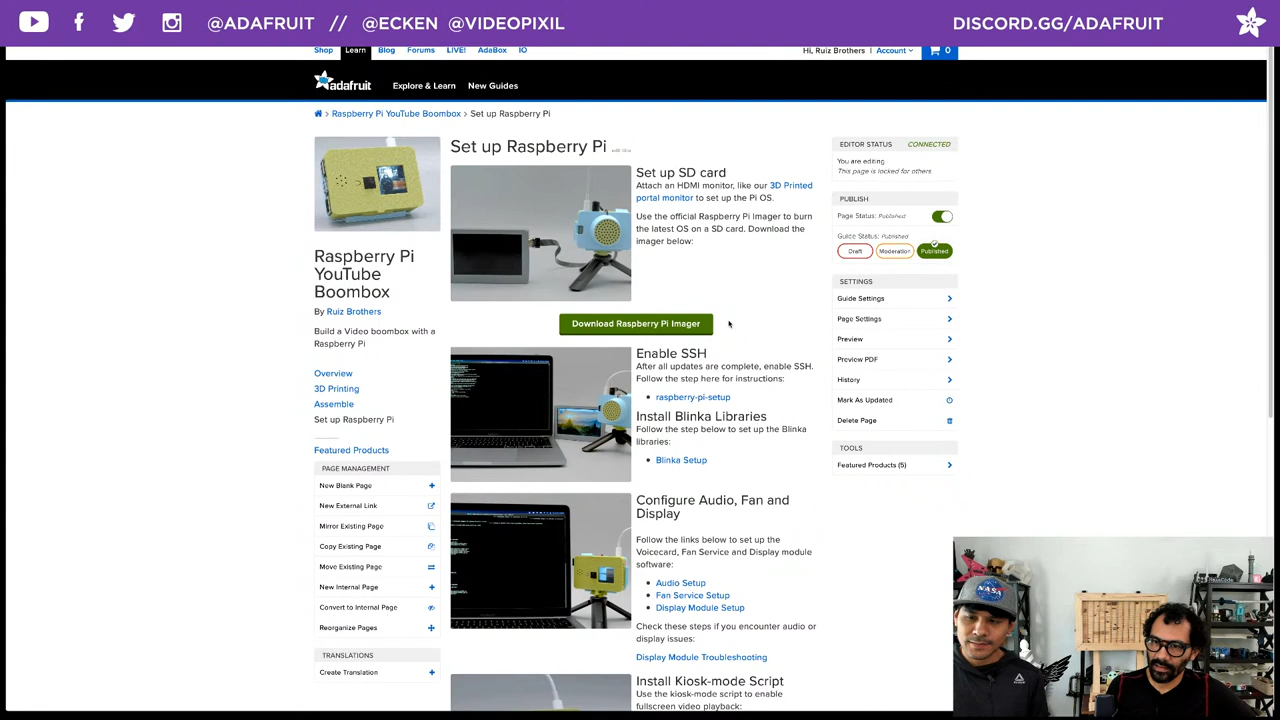 @ADAFRUIT // @ECKEN @VIDEOPIXIL
DISCORD.GG/ADAFRUIT
Shop Learn Blog Forums LIVE! AdaBox IO
Hi, Ruiz Brothers | Account 0
adafruit Explore & Learn New Guides
Raspberry Pi YouTube Boombox > Set up Raspberry Pi
Raspberry Pi
YouTube
Boombox
By Ruiz Brothers
Build a Video boombox with a
Raspberry Pi
Overview
3D Printing
Assemble
Set up Raspberry Pi
Featured Products
PAGE MANAGEMENT
New Blank Page
New External Link
Mirror Existing Page
Copy Existing Page
Move Existing Page
New Internal Page
Convert to Internal Page
Reorganize Pages
TRANSLATIONS
Create Translation
Set up Raspberry Pi
Set up SD card
Attach an HDMI monitor, like our 3D Printed
portal monitor to set up the Pi OS.
Use the official Raspberry Pi Imager to burn
the latest OS on a SD card. Download the
imager below:
Download Raspberry Pi Imager
Enable SSH
After all updates are complete, enable SSH.
Follow the step here for instructions:
raspberry-pi-setup
Install Blinka Libraries
Follow the step below to set up the Blinka
libraries:
Blinka Setup
Configure Audio, Fan and
Display
Follow the links below to set up the
Voicecard, Fan Service and Display module
software:
Audio Setup
Fan Service Setup
Display Module Setup
Check these steps if you encounter audio or
display issues:
Display Module Troubleshooting
Install Kiosk-mode Script
Use the kiosk-mode script to enable
fullscreen video playback:
EDITOR STATUS CONNECTED
You are editing
This page is locked for others
PUBLISH
Page Status: Published
Guide Status: Published
Draft Moderation Published
SETTINGS
Guide Settings
Page Settings
Preview
Preview PDF
History
Mark As Updated
Delete Page
TOOLS
Featured Products (5)
NASA